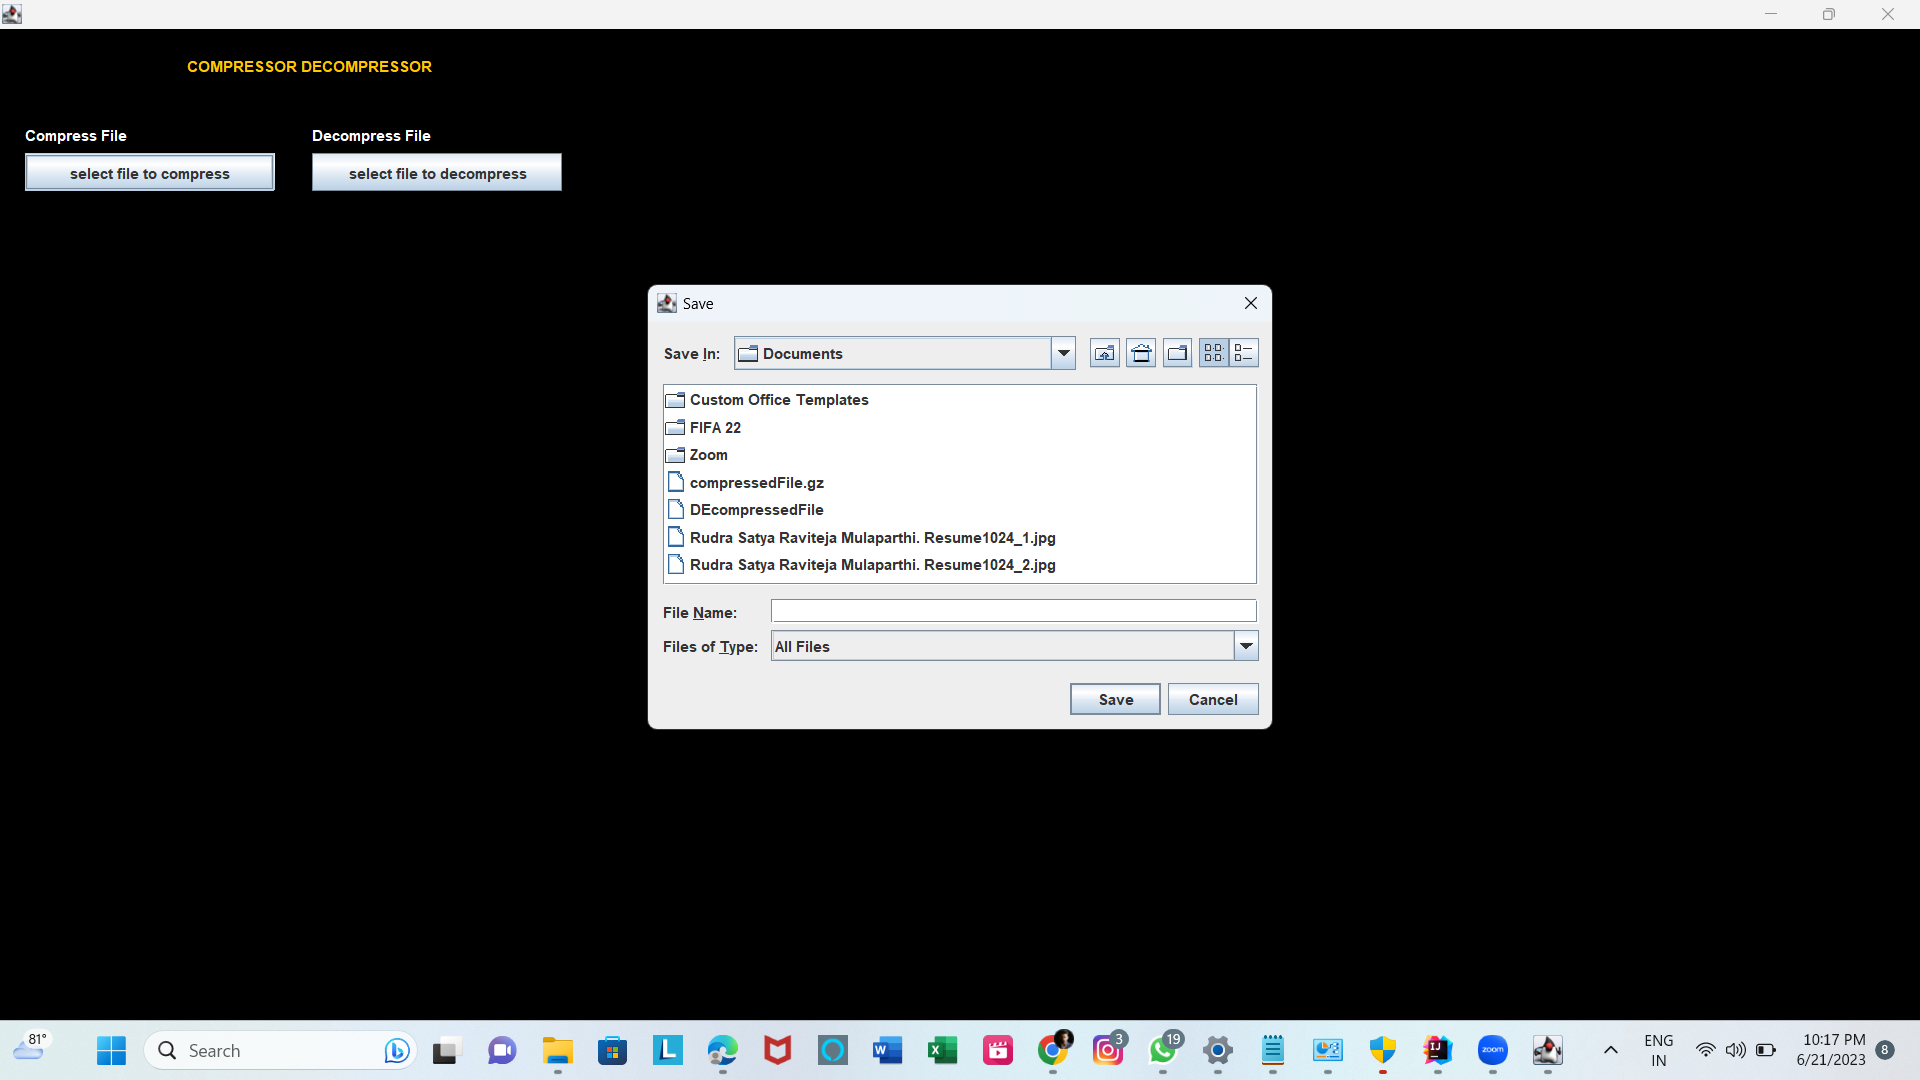 COMPRESSOR DECOMPRESSOR
Compress File
Decompress File
select file to compress
select file to decompress
Save
Save In:
Documents
Custom Office Templates
FIFA 22
Zoom
compressedFile.gz
DEcompressedFile
Rudra Satya Raviteja Mulaparthi. Resume1024_1.jpg
Rudra Satya Raviteja Mulaparthi. Resume1024_2.jpg
File Name:
Files of Type:
All Files
Save
Cancel
81°
Search
L
W
X
3
19
IJ
zoom
ENG
IN
10:17 PM
6/21/2023
8